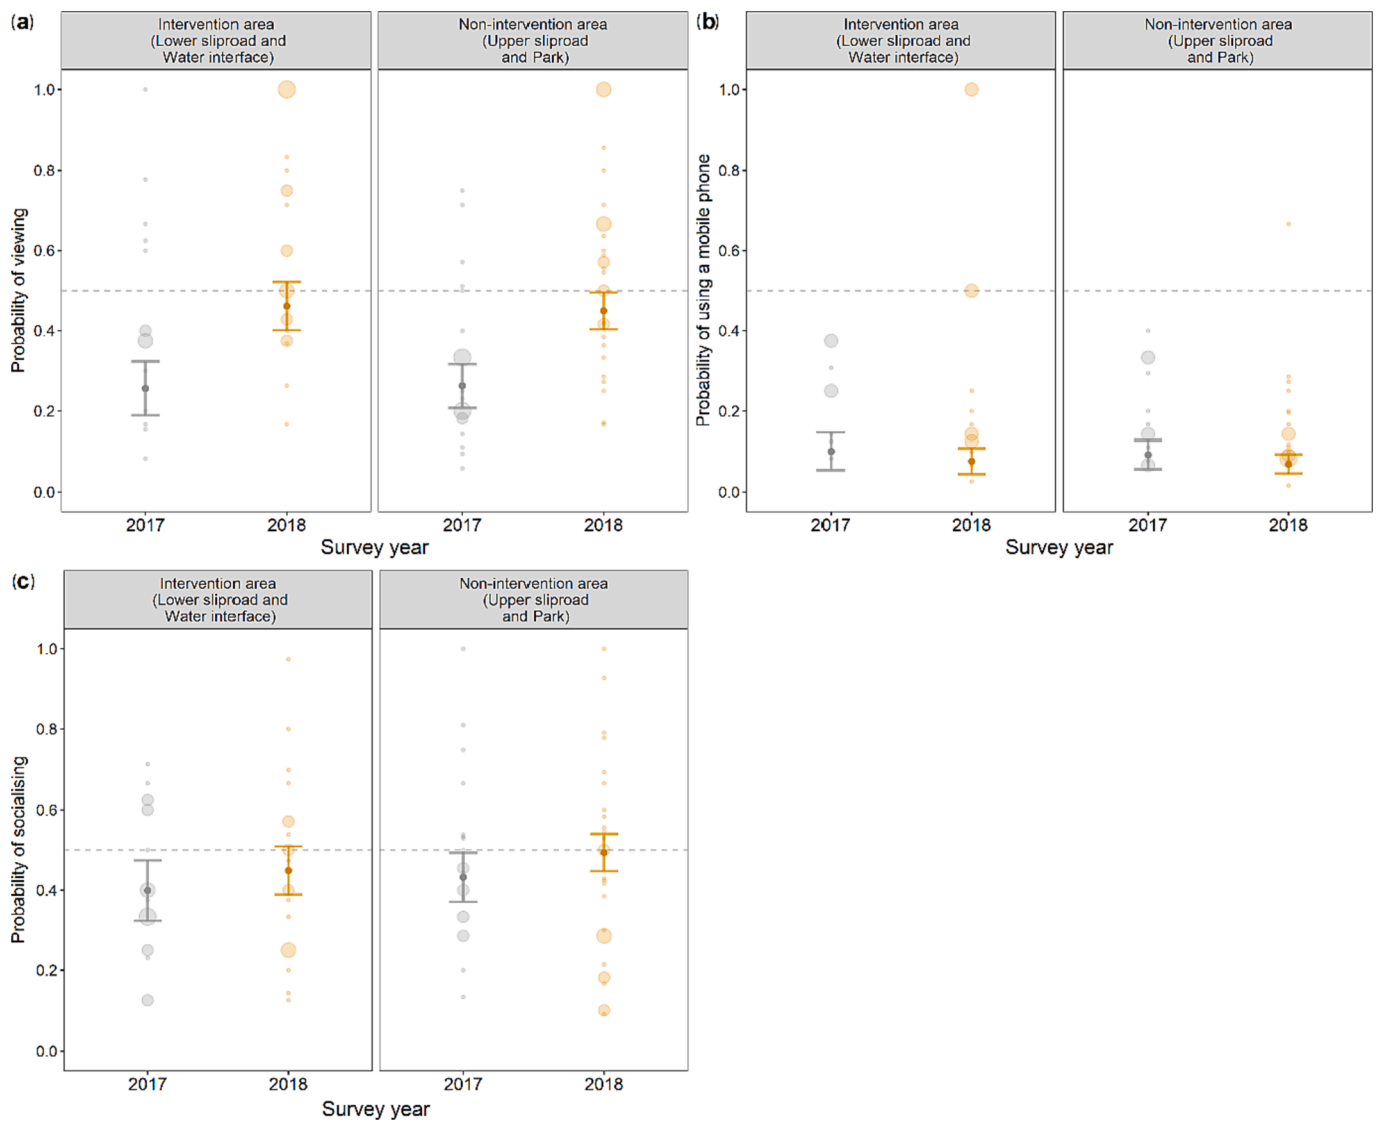 (a)
Intervention area
(Lower sliproad and
Water interface)
Non-intervention area
(Upper sliproad
and Park)
Probability of viewing
1.0
0.8
0.6
0.4
0.2
0.0
2017
2018
2017
2018
Survey year
(b)
Intervention area
(Lower sliproad and
Water interface)
Non-intervention area
(Upper sliproad
and Park)
Probability of using a mobile phone
1.0
0.8
0.6
0.4
0.2
0.0
2017
2018
2017
2018
Survey year
(c)
Intervention area
(Lower sliproad and
Water interface)
Non-intervention area
(Upper sliproad
and Park)
Probability of socialising
1.0
0.8
0.6
0.4
0.2
0.0
2017
2018
2017
2018
Survey year